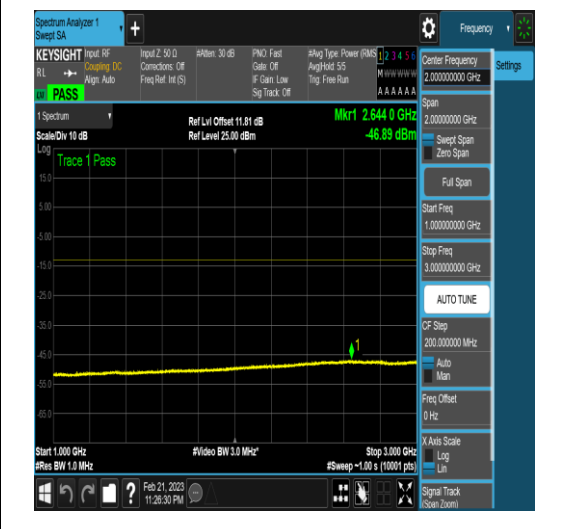 Spectrum Analyzer 1
Swept SA
Frequency
KEYSIGHT
RL
Input: RF
Coupling: DC
Align: Auto
Input Z: 50 Ω
Corrections: Off
Freq Ref: Int (S)
#Atten: 30 dB
PNO: Fast
Gate: Off
IF Gain: Low
Sig Track: Off
#Avg Type: Power (RMS
Avg|Hold: 5/5
Trig: Free Run
1 2 3 4 5 6
M w w w w w
A A A A A A
PASS
1 Spectrum
Scale/Div 10 dB
Ref Lvl Offset 11.81 dB
Ref Level 25.00 dBm
Mkr1 2.644 0 GHz
-46.89 dBm
Log
Trace 1 Pass
15.0
5.00
-5.00
-15.0
-25.0
-35.0
-45.0
-55.0
-65.0
1
Start 1.000 GHz
#Res BW 1.0 MHz
#Video BW 3.0 MHz*
Stop 3.000 GHz
#Sweep ~1.00 s (10001 pts)
Feb 21, 2023
11:26:30 PM
Center Frequency
2.000000000 GHz
Settings
Span
2.00000000 GHz
Swept Span
Zero Span
Full Span
Start Freq
1.000000000 GHz
Stop Freq
3.000000000 GHz
AUTO TUNE
CF Step
200.000000 MHz
Auto
Man
Freq Offset
0 Hz
X Axis Scale
Log
Lin
Signal Track
(Span Zoom)